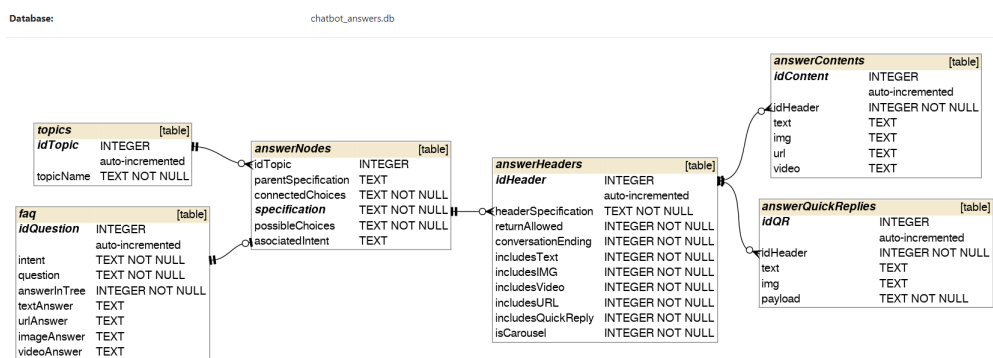 Database: chatbot_answers.db
topics [table]
idTopic INTEGER
auto-incremented
topicName TEXT NOT NULL
faq [table]
idQuestion INTEGER
auto-incremented
intent TEXT NOT NULL
question TEXT NOT NULL
answerInTree INTEGER NOT NULL
textAnswer TEXT
urlAnswer TEXT
imageAnswer TEXT
videoAnswer TEXT
answerNodes [table]
idTopic INTEGER
parentSpecification TEXT
connectedChoices TEXT NOT NULL
specification TEXT NOT NULL
possibleChoices TEXT NOT NULL
asociatedIntent TEXT
answerHeaders [table]
idHeader INTEGER
auto-incremented
headerSpecification TEXT NOT NULL
returnAllowed INTEGER NOT NULL
conversationEnding INTEGER NOT NULL
includesText INTEGER NOT NULL
includesIMG INTEGER NOT NULL
includesVideo INTEGER NOT NULL
includesURL INTEGER NOT NULL
includesQuickReply INTEGER NOT NULL
isCarousel INTEGER NOT NULL
answerContents [table]
idContent INTEGER
auto-incremented
idHeader INTEGER NOT NULL
text TEXT
img TEXT
url TEXT
video TEXT
answerQuickReplies [table]
idQR INTEGER
auto-incremented
idHeader INTEGER NOT NULL
text TEXT
img TEXT
payload TEXT NOT NULL